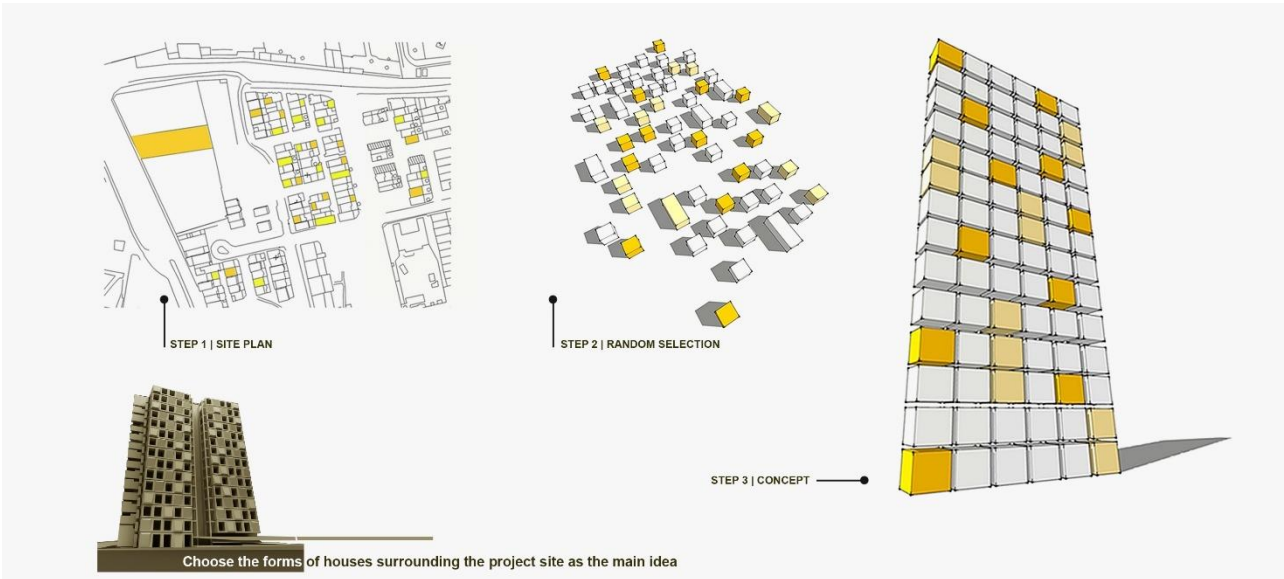 STEP 1 | SITE PLAN
STEP 2 | RANDOM SELECTION
STEP 3 | CONCEPT
Choose the forms of houses surrounding the project site as the main idea